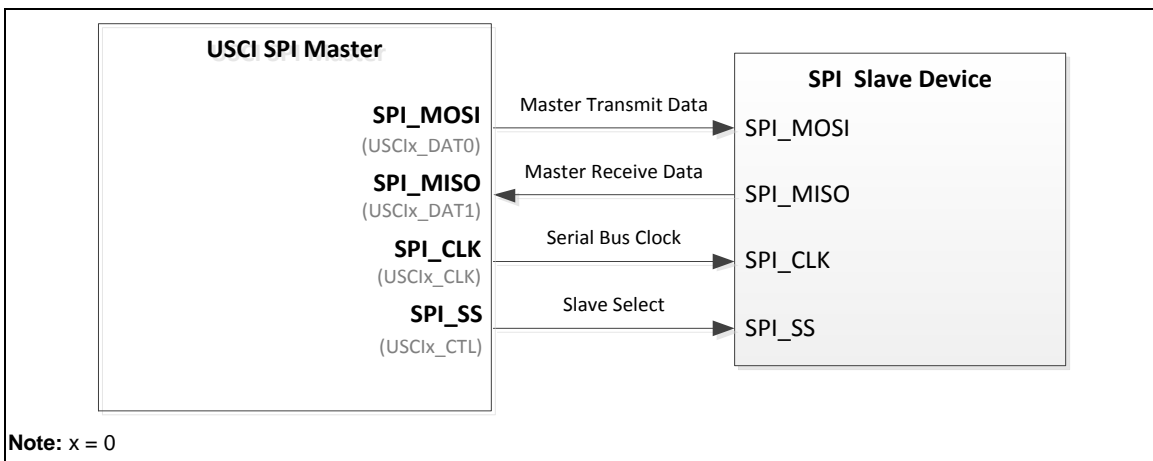 USCI SPI Master
SPI_MOSI
(USCIx_DAT0)
SPI_MISO
(USCIx_DAT1)
SPI_CLK
(USCIx_CLK)
SPI_SS
(USCIx_CTL)
Master Transmit Data
Master Receive Data
Serial Bus Clock
Slave Select
SPI Slave Device
SPI_MOSI
SPI_MISO
SPI_CLK
SPI_SS
Note: x = 0